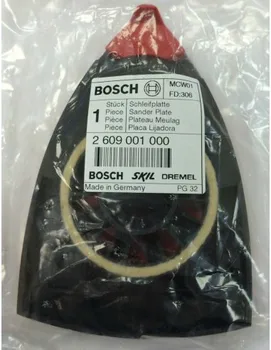 BOSCH MCW01
FD:306
1 Stück Schleifplatte
Piece Sander Plate
Pièce Plateau Meulag
Pieza Placa Lijadora
2 609 001 000
BOSCH SKIL DREMEL
Made in Germany PG 32